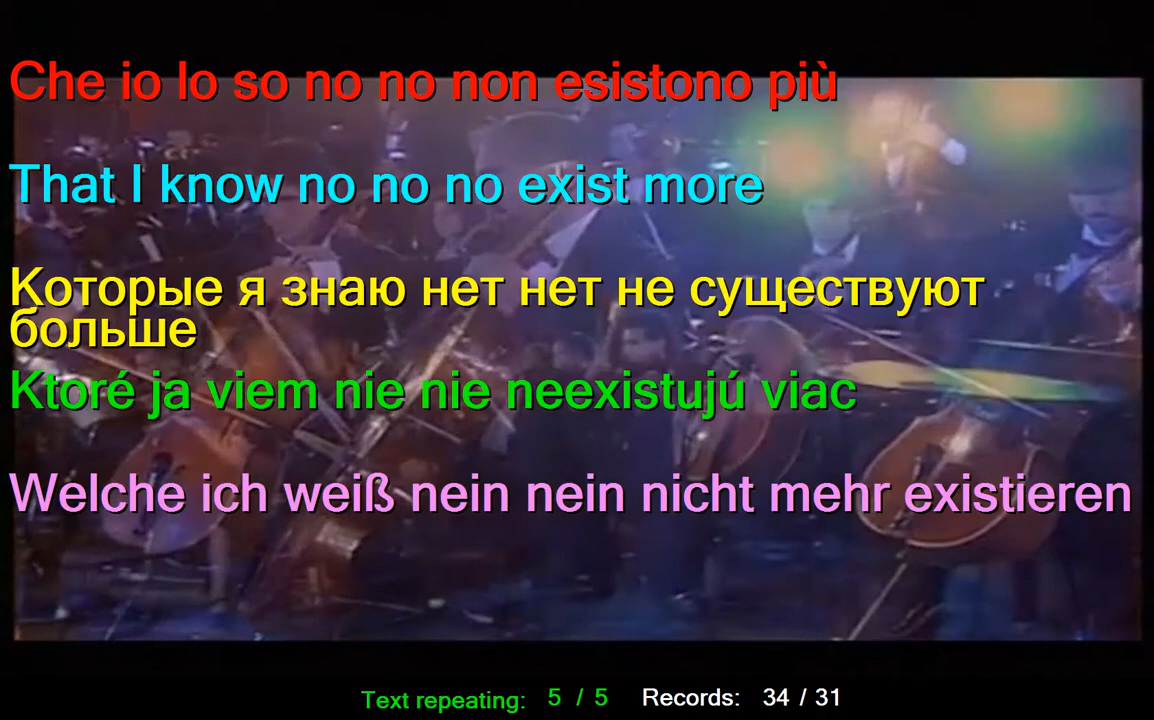 Che io lo so no no non esistono più
That I know no no no exist more
Которые я знаю нет нет не существуют
больше
Ktoré ja viem nie nie neexistujú viac
Welche ich weiß nein nein nicht mehr existieren
Text repeating: 5 / 5 Records: 34 / 31